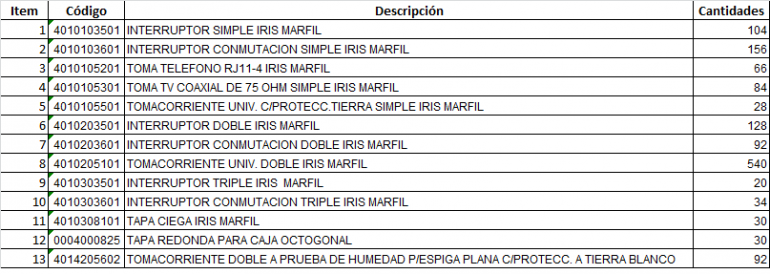 Item Código Descripción Cantidades
1 4010103501 INTERRUPTOR SIMPLE IRIS MARFIL 104
2 4010103601 INTERRUPTOR CONMUTACION SIMPLE IRIS MARFIL 156
3 4010105201 TOMA TELEFONO RJ11-4 IRIS MARFIL 66
4 4010105301 TOMA TV COAXIAL DE 75 OHM SIMPLE IRIS MARFIL 84
5 4010105501 TOMACORRIENTE UNIV. C/PROTECC.TIERRA SIMPLE IRIS MARFIL 28
6 4010203501 INTERRUPTOR DOBLE IRIS MARFIL 128
7 4010203601 INTERRUPTOR CONMUTACION DOBLE IRIS MARFIL 92
8 4010205101 TOMACORRIENTE UNIV. DOBLE IRIS MARFIL 540
9 4010303501 INTERRUPTOR TRIPLE IRIS MARFIL 20
10 4010303601 INTERRUPTOR CONMUTACION TRIPLE IRIS MARFIL 34
11 4010308101 TAPA CIEGA IRIS MARFIL 30
12 0004000825 TAPA REDONDA PARA CAJA OCTOGONAL 30
13 4014205602 TOMACORRIENTE DOBLE A PRUEBA DE HUMEDAD P/ESPIGA PLANA C/PROTECC. A TIERRA BLANCO 92